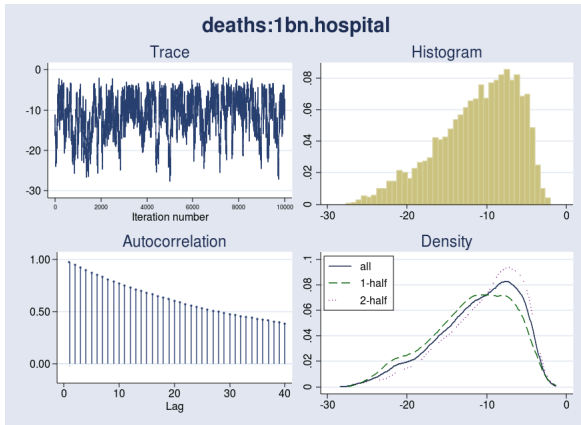 deaths:1bn.hospital
Trace
0
-10
-20
-30
0 2000 4000 6000 8000 10000
Iteration number
Histogram
.08
.06
.04
.02
0
-30 -20 -10 -0
Autocorrelation
1.00
0.50
0.00
0 10 20 30 40
Lag
Density
all
1-half
2-half
.1
.08
.06
.04
.02
0
-30 -20 -10 0